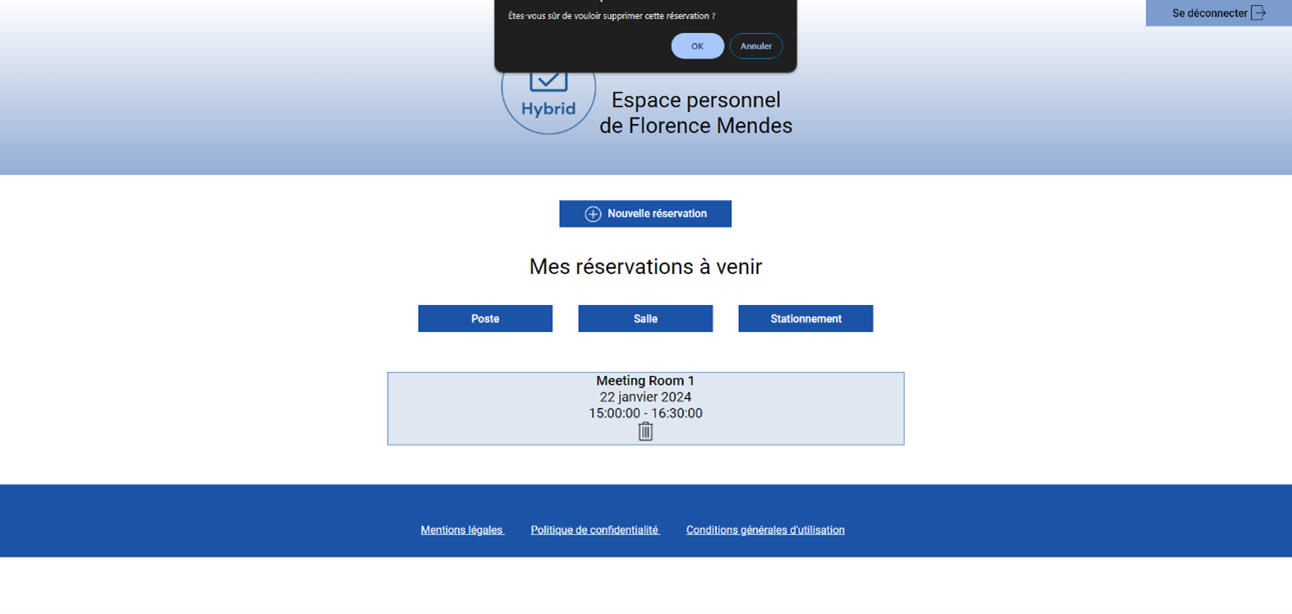 Êtes-vous sûr de vouloir supprimer cette réservation ?
OK
Annuler
Se déconnecter
Hybrid
Espace personnel
de Florence Mendes
Nouvelle réservation
Mes réservations à venir
Poste
Salle
Stationnement
Meeting Room 1
22 janvier 2024
15:00:00 - 16:30:00
Mentions légales
Politique de confidentialité
Conditions générales d'utilisation